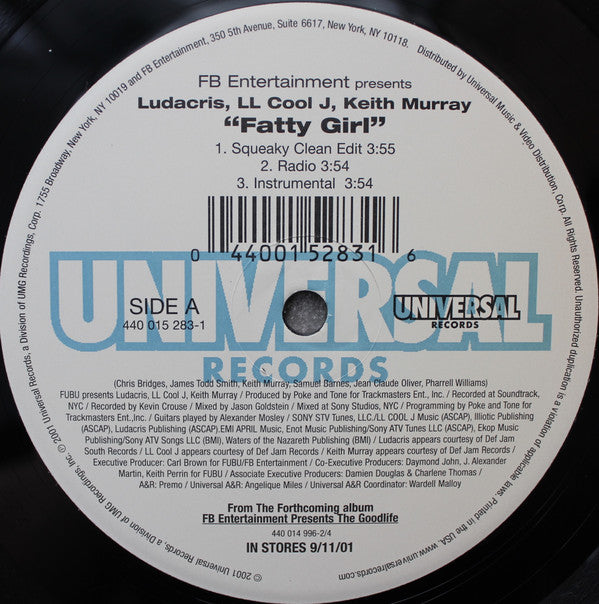 ℗ 2001 Universal Records, a Division of UMG Recordings, Inc. © 2001 Universal Records, a Division of UMG Recordings, Corp. 1755 Broadway, New York, NY 10019 and FB Entertainment, 350 5th Avenue, Suite 6617, New York, NY 10118. Distributed by Universal Music & Video Distribution, Corp. All Rights Reserved. Unauthorized duplication is a violation of applicable laws. Printed in the USA. www.universalrecords.com
FB Entertainment presents
Ludacris, LL Cool J, Keith Murray
“Fatty Girl”
1. Squeaky Clean Edit 3:55
2. Radio 3:54
3. Instrumental 3:54
0 44001 52831 6
UNIVERSAL
RECORDS
SIDE A
440 015 283-1
UNIVERSAL
RECORDS
(Chris Bridges, James Todd Smith, Keith Murray, Samuel Barnes, Jean Claude Oliver, Pharrell Williams)
FUBU presents Ludacris, LL Cool J, Keith Murray / Produced by Poke and Tone for Trackmasters Ent., Inc. / Recorded at Soundtrack,
NYC / Recorded by Kevin Crouse / Mixed by Jason Goldstein / Mixed at Sony Studios, NYC / Programming by Poke and Tone for
Trackmasters Ent,.Inc / Guitars played by Alexander Mosley / SONY STV Tunes, LLC./LL COOL J Music (ASCAP), Illiotic Publishing
(ASCAP), Ludacris Publishing (ASCAP).EMI APRIL Music, Enot Music Publishing/Sony ATV Tunes LLC (ASCAP), Ekop Music
Publishing/Sony ATV Songs LLC (BMI), Waters of the Nazareth Publishing (BMI) / Ludacris appears courtesy of Def Jam
South Records / LL Cool J appears courtesy of Def Jam Records / Keith Murray appears courtesy of Def Jam Records /
Executive Producer: Carl Brown for FUBU/FB Entertainment / Co-Executive Producers: Daymond John, J. Alexander
Martin, Keith Perrin for FUBU / Associate Executive Producers: Damien Douglas & Charlene Thomas /
A&R: Premo / Universal A&R: Angelique Miles / Universal A&R Coordinator: Wardell Malloy
From The Forthcoming album
FB Entertainment Presents The Goodlife
440 014 996-2/4
IN STORES 9/11/01